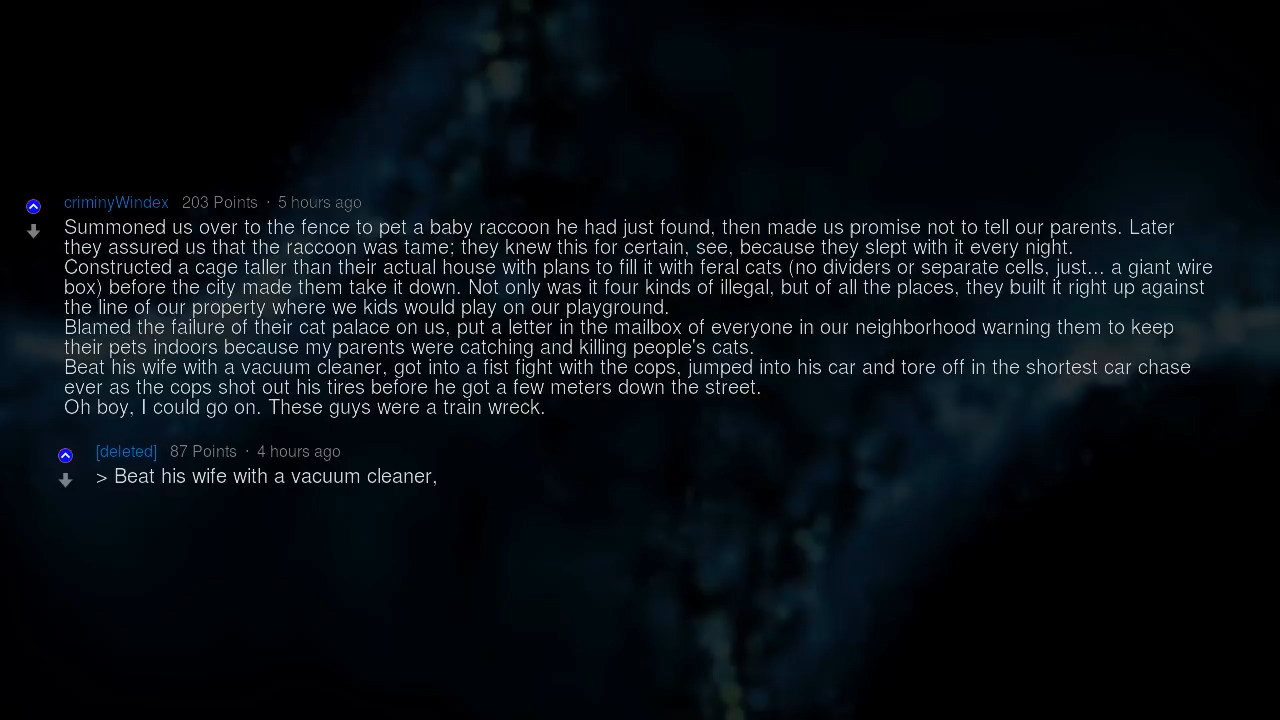 criminyWindex 203 Points · 5 hours ago
Summoned us over to the fence to pet a baby raccoon he had just found, then made us promise not to tell our parents. Later
they assured us that the raccoon was tame; they knew this for certain, see, because they slept with it every night.
Constructed a cage taller than their actual house with plans to fill it with feral cats (no dividers or separate cells, just... a giant wire
box) before the city made them take it down. Not only was it four kinds of illegal, but of all the places, they built it right up against
the line of our property where we kids would play on our playground.
Blamed the failure of their cat palace on us, put a letter in the mailbox of everyone in our neighborhood warning them to keep
their pets indoors because my parents were catching and killing people's cats.
Beat his wife with a vacuum cleaner, got into a fist fight with the cops, jumped into his car and tore off in the shortest car chase
ever as the cops shot out his tires before he got a few meters down the street.
Oh boy, I could go on. These guys were a train wreck.
[deleted] 87 Points · 4 hours ago
> Beat his wife with a vacuum cleaner,